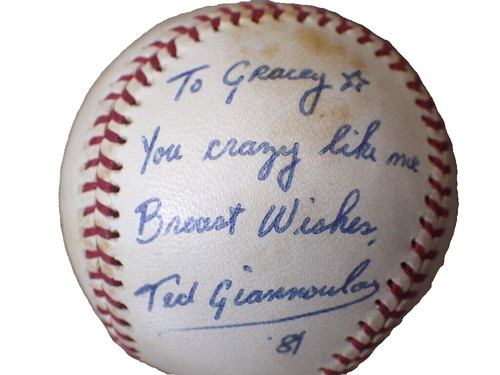 To Gracey ☆
You crazy like me
Breast Wishes,
Ted Giannoulas
'81